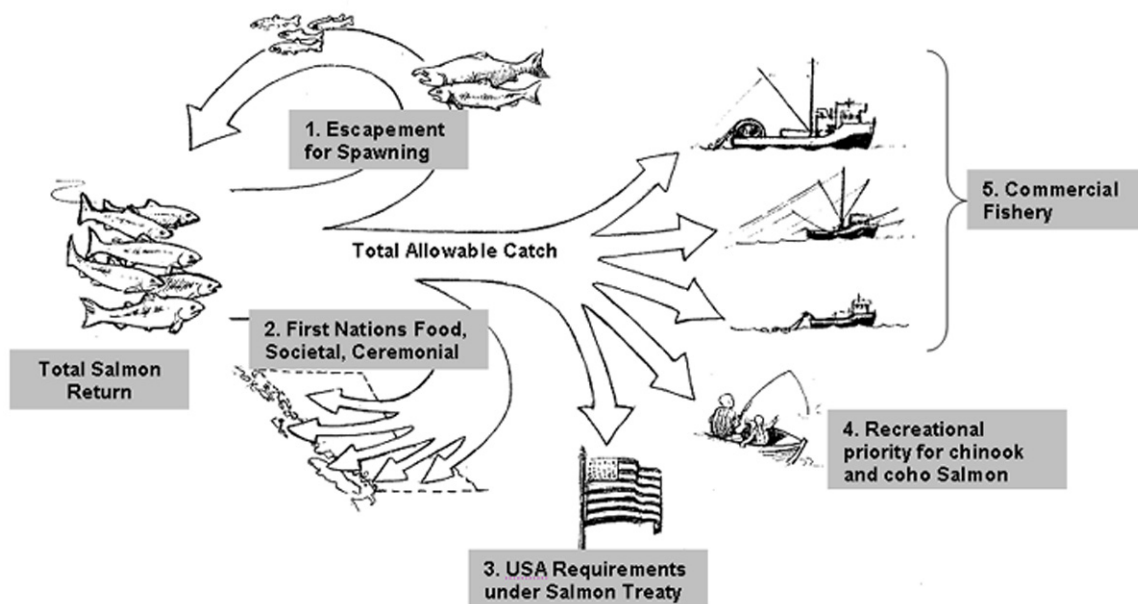 1. Escapement
for Spawning
5. Commercial
Fishery
Total Allowable Catch
2. First Nations Food,
Societal, Ceremonial
Total Salmon
Return
4. Recreational
priority for chinook
and coho Salmon
3. USA Requirements
under Salmon Treaty